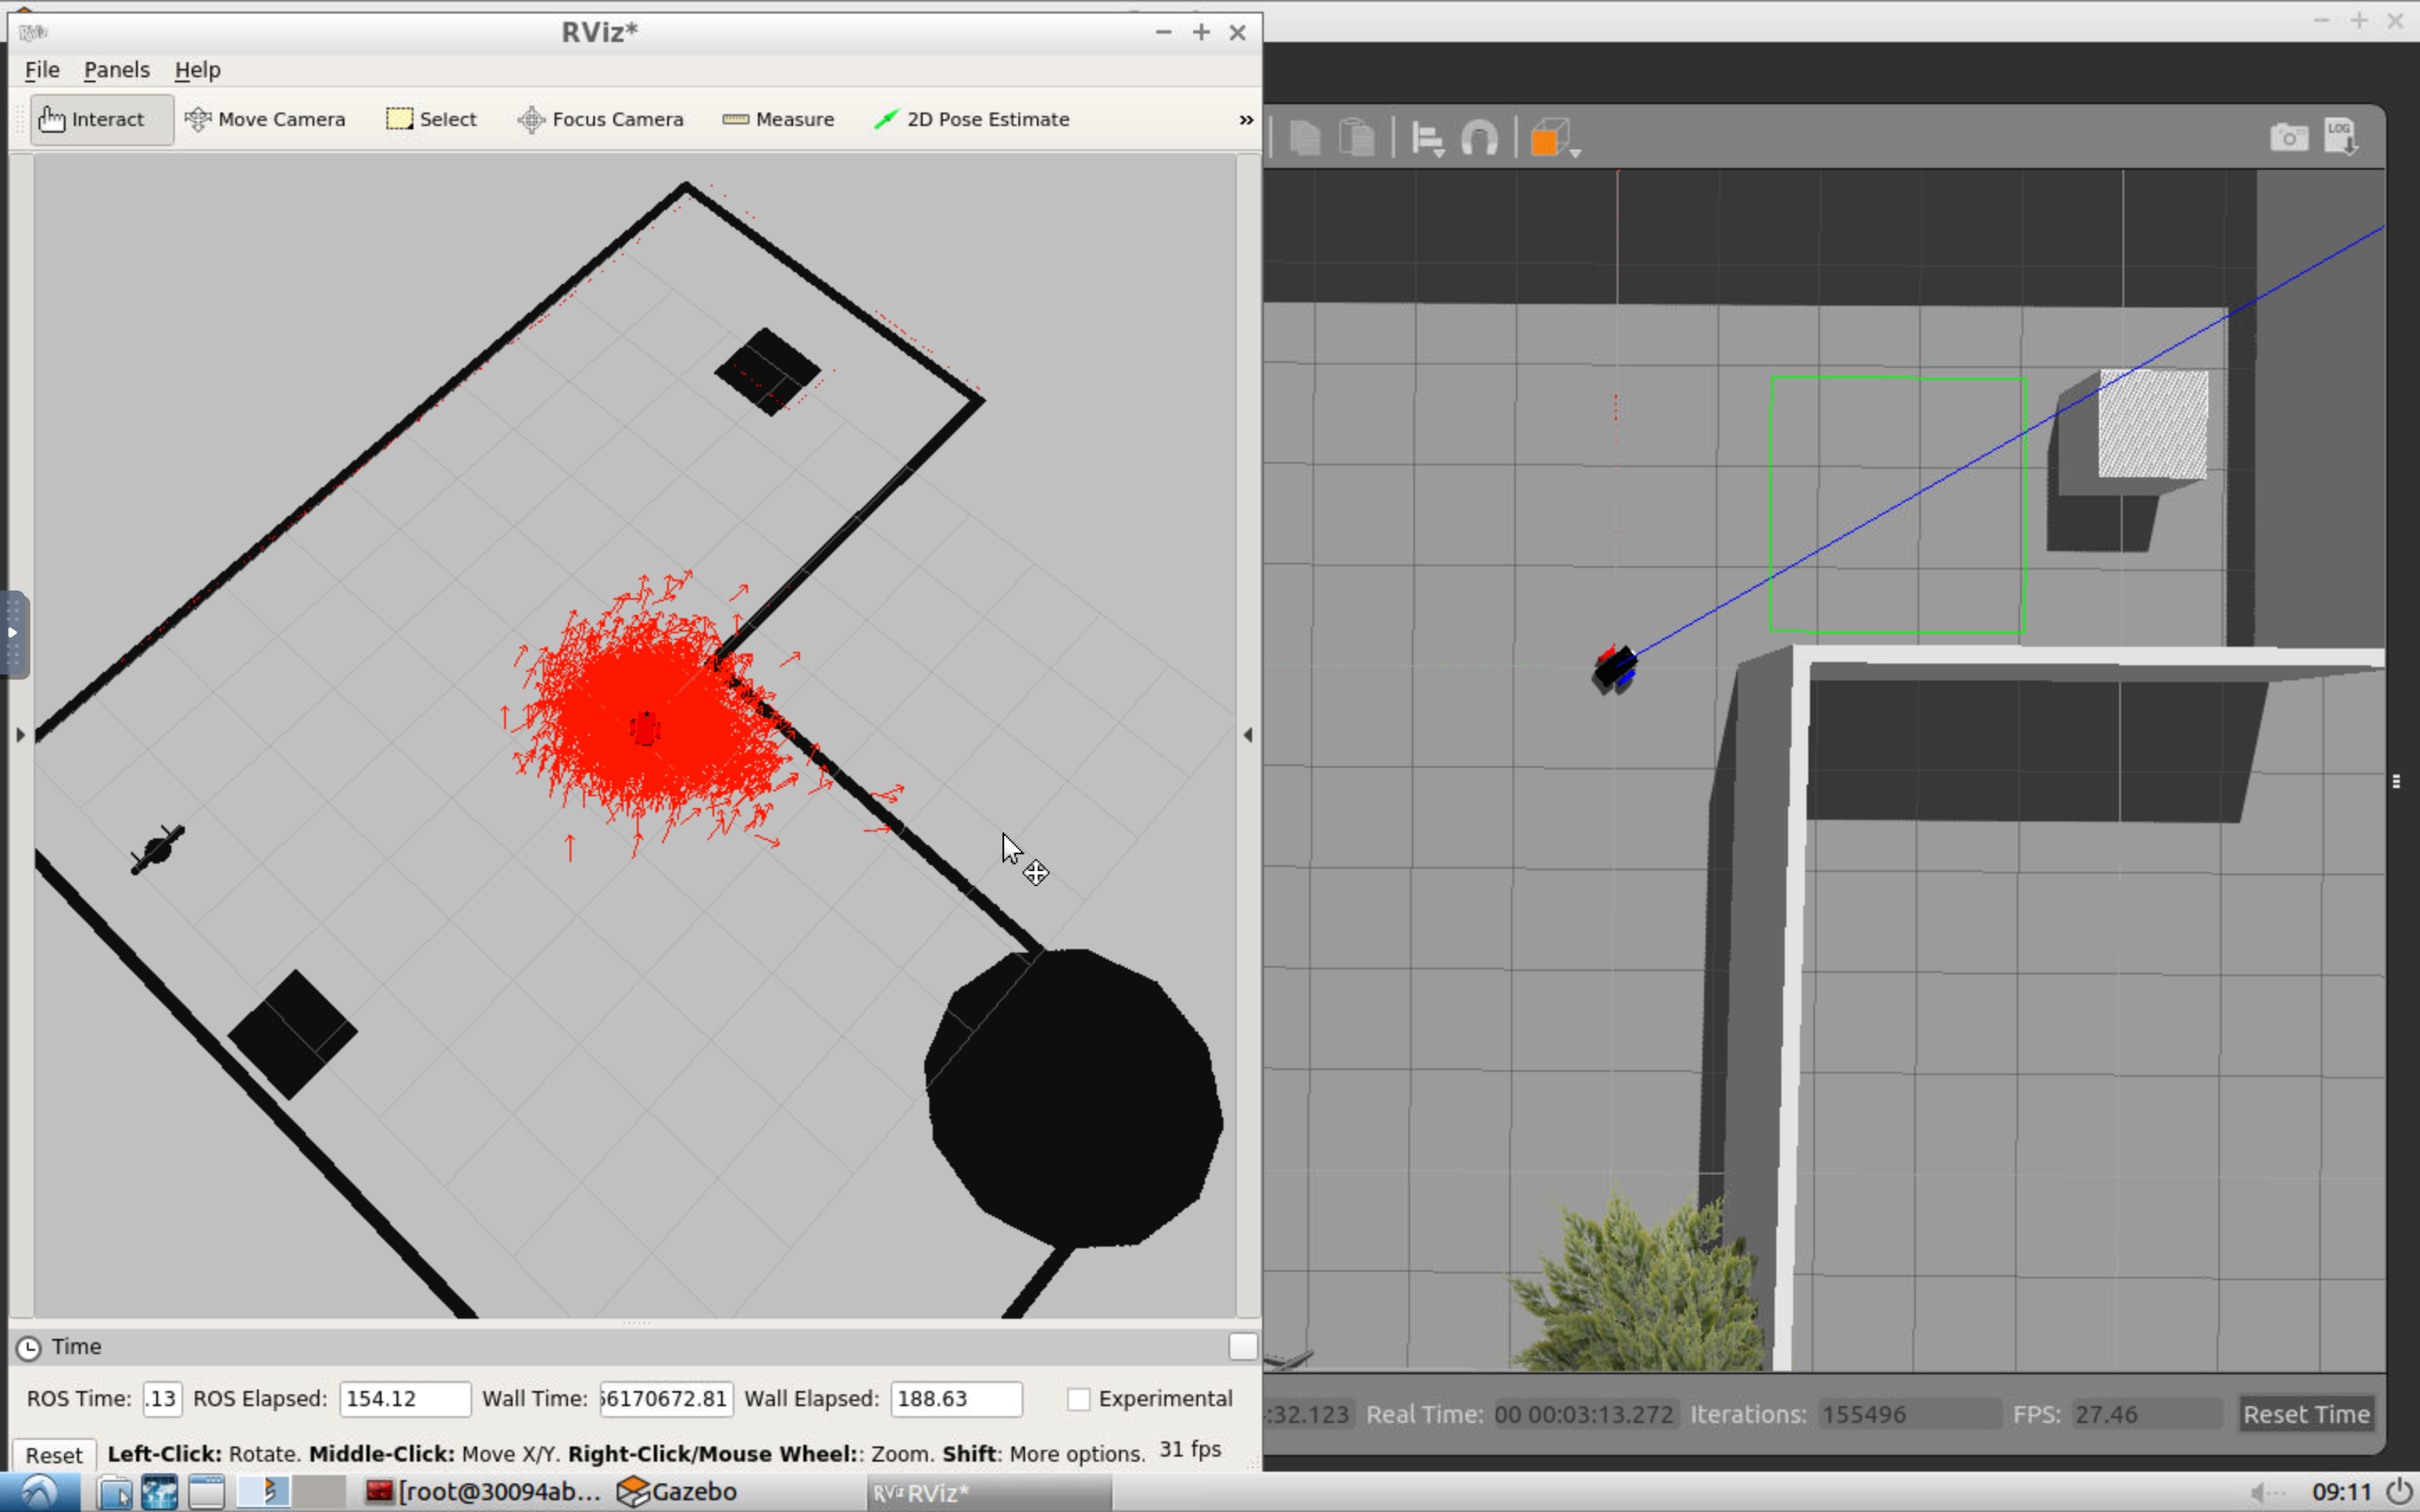 RViz*
File Panels Help
Interact Move Camera Select Focus Camera Measure 2D Pose Estimate »
LOG
Time
ROS Time: .13 ROS Elapsed: 154.12 Wall Time: 56170672.81 Wall Elapsed: 188.63 Experimental
:32.123 Real Time: 00 00:03:13.272 Iterations: 155496 FPS: 27.46 Reset Time
Reset Left-Click: Rotate. Middle-Click: Move X/Y. Right-Click/Mouse Wheel:: Zoom. Shift: More options. 31 fps
[root@30094ab... Gazebo RViz RViz* 09:11